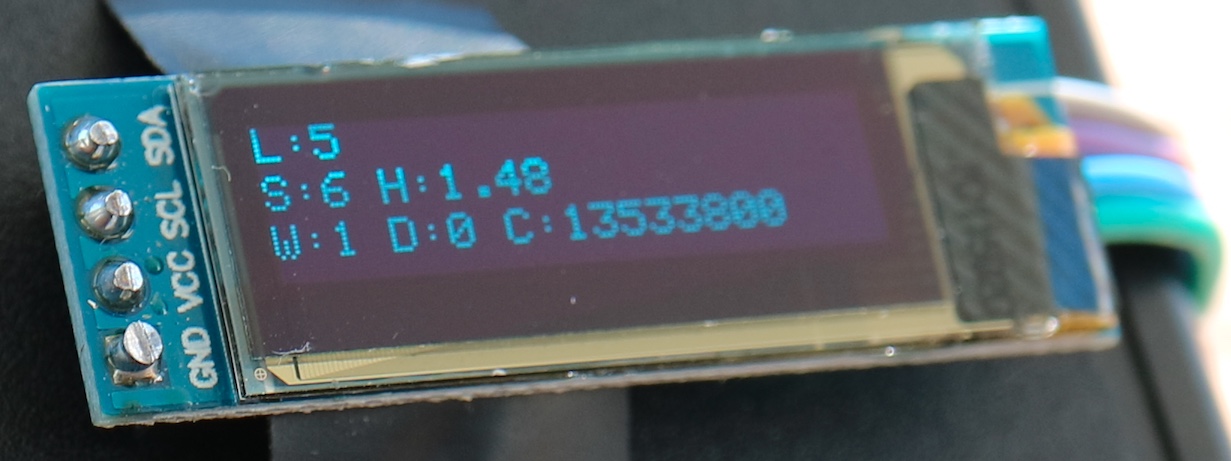 L:5
S:6 H:1.48
W:1 D:0 C:13533800
SDA
SCL
VCC
GND